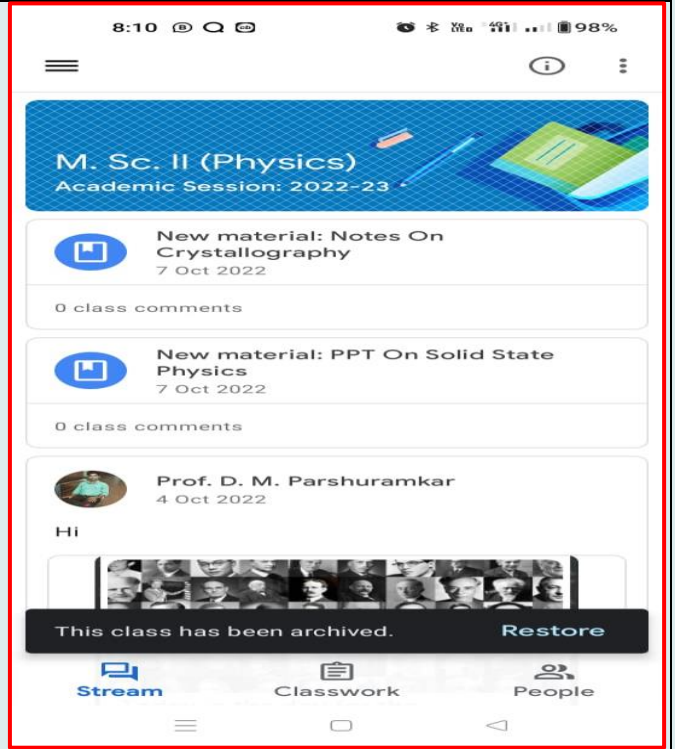 8:10 98%
M. Sc. II (Physics)
Academic Session: 2022-23
New material: Notes On
Crystallography
7 Oct 2022
0 class comments
New material: PPT On Solid State
Physics
7 Oct 2022
0 class comments
Prof. D. M. Parshuramkar
4 Oct 2022
Hi
This class has been archived. Restore
Stream Classwork People